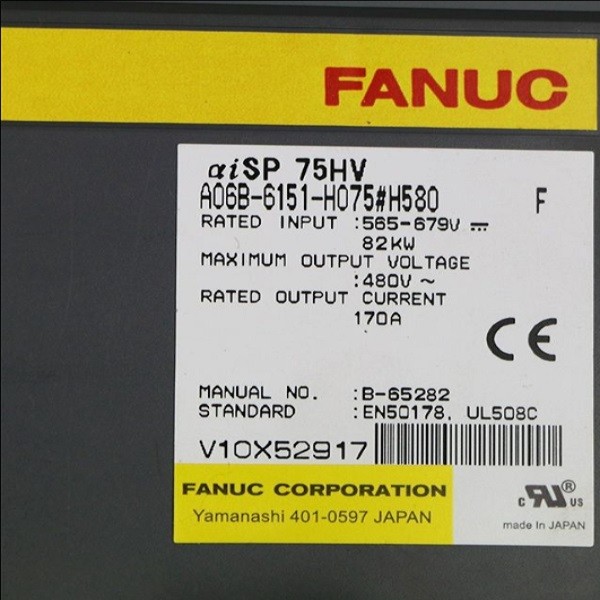 FANUC
αiSP 75HV
A06B-6151-H075#H580 F
RATED INPUT :565-679V ⎓
82KW
MAXIMUM OUTPUT VOLTAGE
:480V ~
RATED OUTPUT CURRENT
170A
CE
MANUAL NO. :B-65282
STANDARD :EN50178, UL508C
V10X52917
FANUC CORPORATION
Yamanashi 401-0597 JAPAN
c RU ® US
made in JAPAN